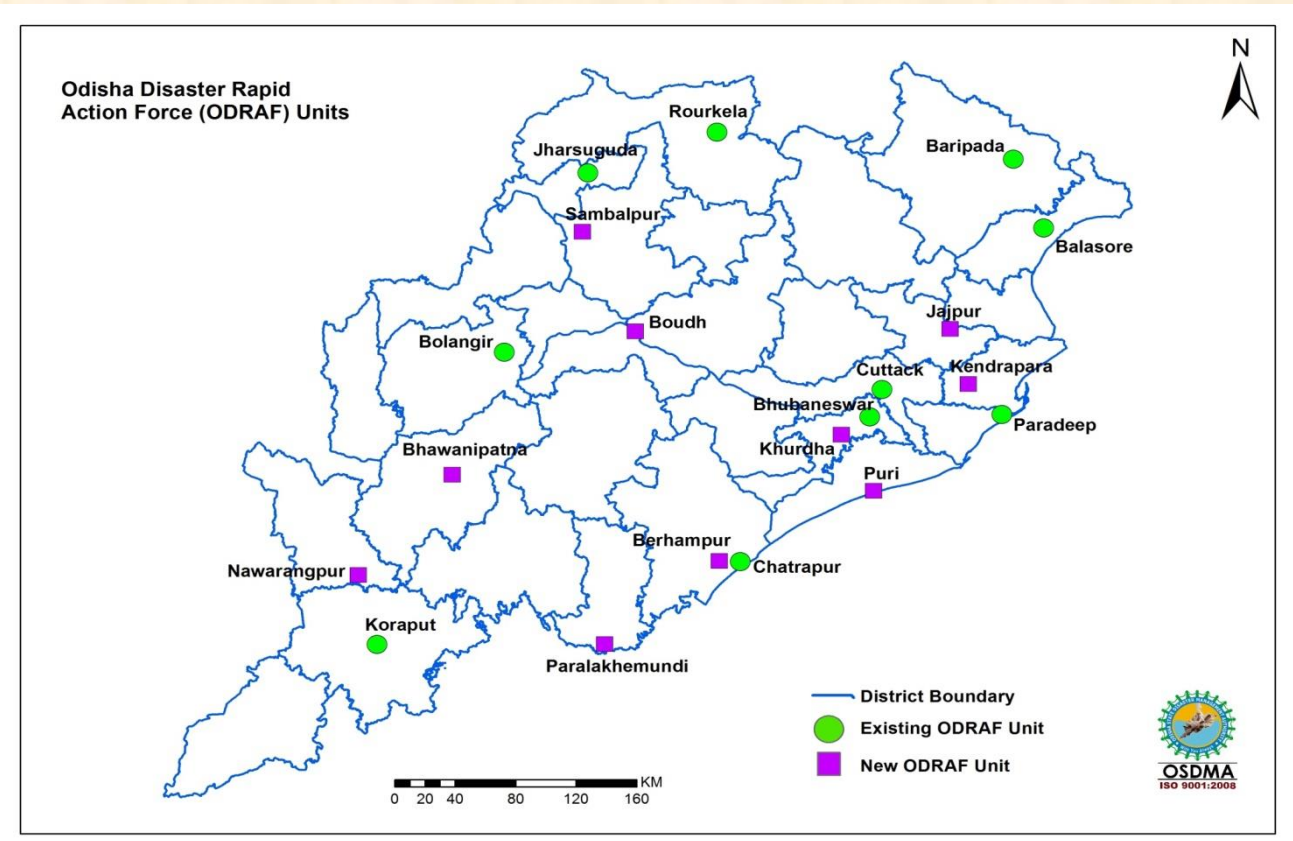 Odisha Disaster Rapid
Action Force (ODRAF) Units
N
Rourkela
Jharsuguda
Baripada
Sambalpur
Balasore
Jajpur
Boudh
Bolangir
Kendrapara
Cuttack
Bhubaneswar
Paradeep
Khurdha
Bhawanipatna
Puri
Berhampur
Chatrapur
Nawarangpur
Koraput
Paralakhemundi
District Boundary
Existing ODRAF Unit
New ODRAF Unit
KM
0 20 40 80 120 160
OSDMA
ISO 9001:2008